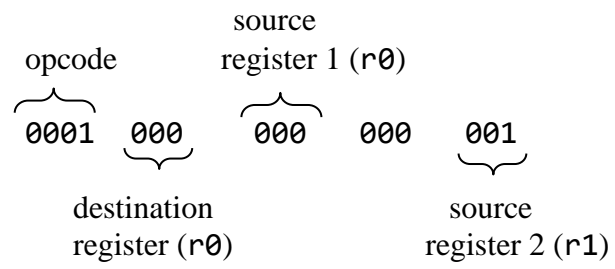 source
opcode register 1 (r0)
0001 000 000 000 001
destination source
register (r0) register 2 (r1)